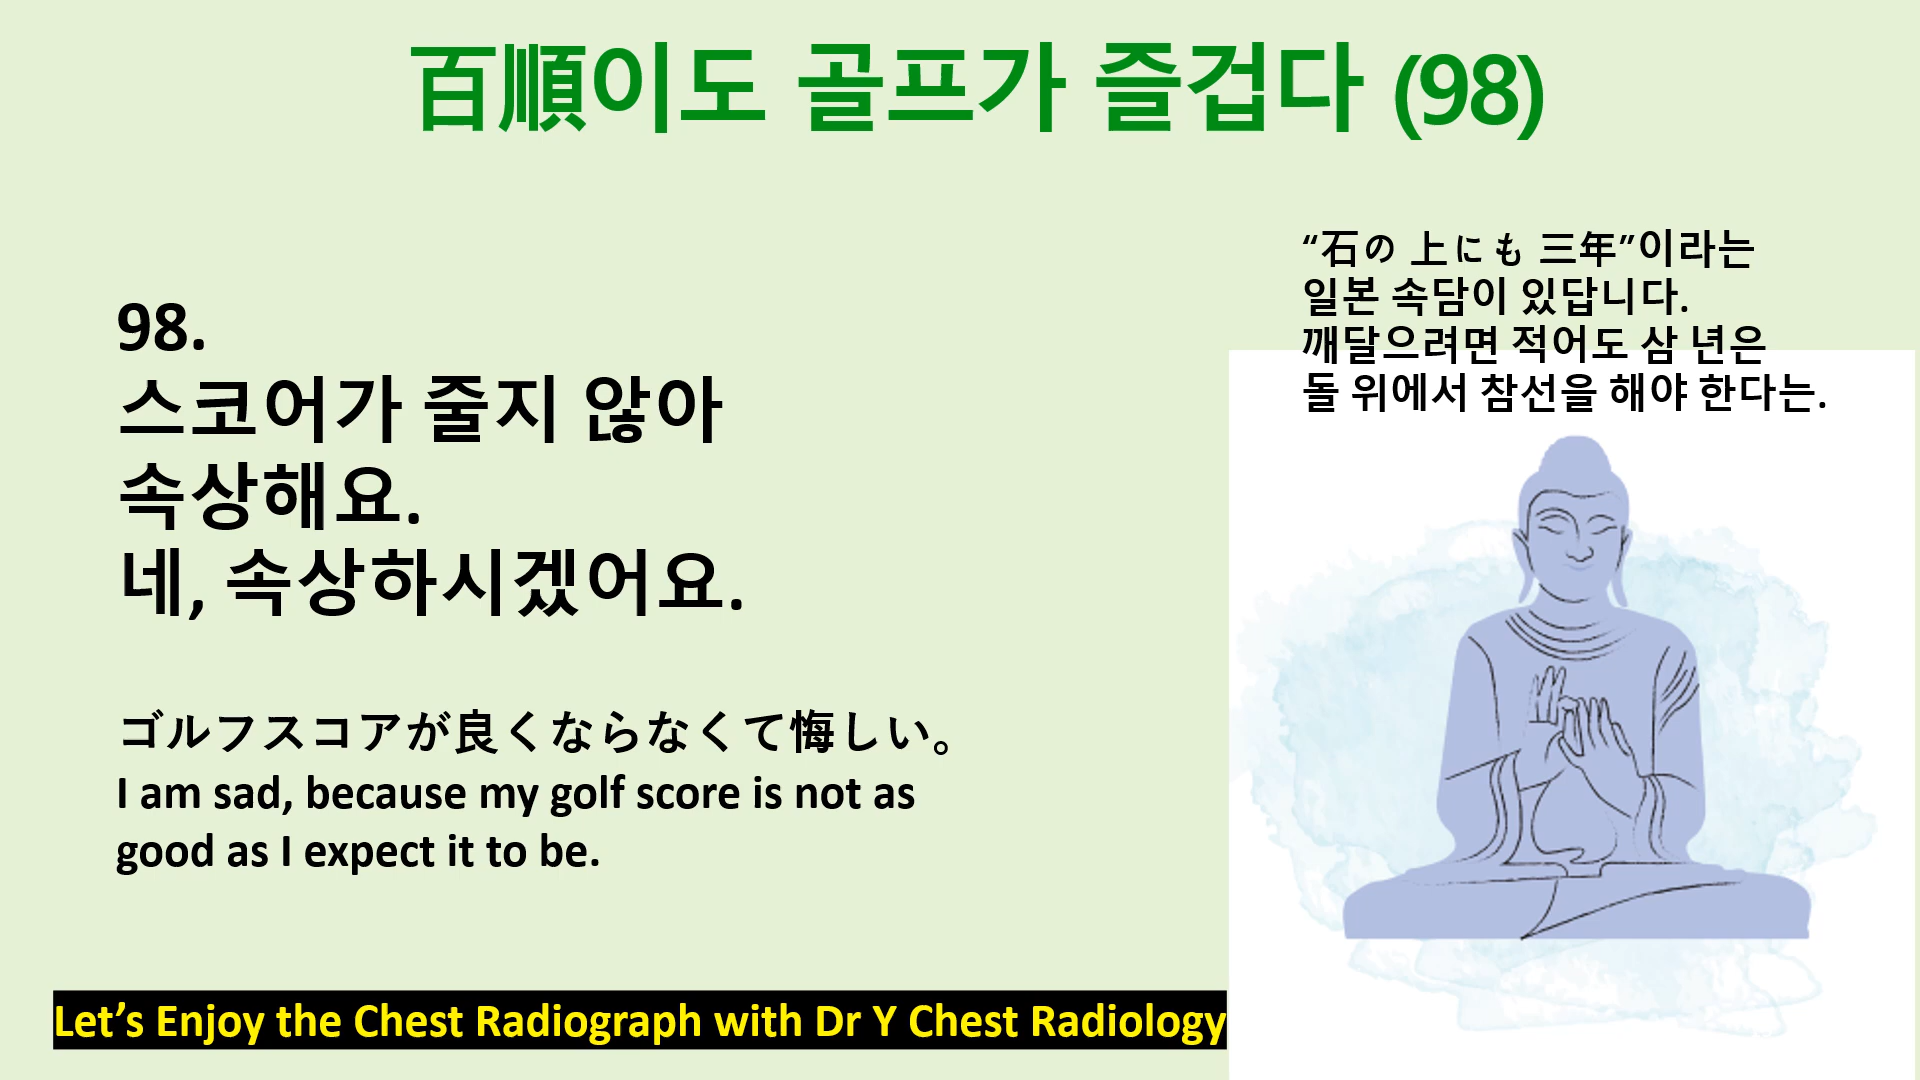 百順이도 골프가 즐겁다 (98)
“石の 上にも 三年”이라는
일본 속담이 있답니다.
깨달으려면 적어도 삼 년은
돌 위에서 참선을 해야 한다는.
98.
스코어가 줄지 않아
속상해요.
네, 속상하시겠어요.
ゴルフスコアが良くならなくて悔しい。
I am sad, because my golf score is not as
good as I expect it to be.
Let’s Enjoy the Chest Radiograph with Dr Y Chest Radiology